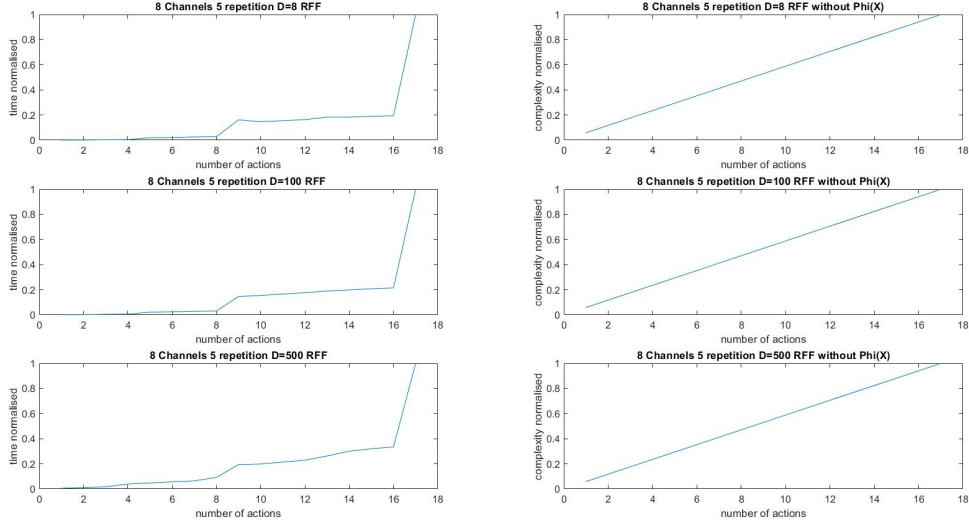 8 Channels 5 repetition D=8 RFF
time normalised
1
0.8
0.6
0.4
0.2
0
0 2 4 6 8 10 12 14 16 18
number of actions
8 Channels 5 repetition D=8 RFF without Phi(X)
complexity normalised
1
0.8
0.6
0.4
0.2
0
0 2 4 6 8 10 12 14 16 18
number of actions
8 Channels 5 repetition D=100 RFF
time normalised
1
0.8
0.6
0.4
0.2
0
0 2 4 6 8 10 12 14 16 18
number of actions
8 Channels 5 repetition D=100 RFF without Phi(X)
complexity normalised
1
0.8
0.6
0.4
0.2
0
0 2 4 6 8 10 12 14 16 18
number of actions
8 Channels 5 repetition D=500 RFF
time normalised
1
0.8
0.6
0.4
0.2
0
0 2 4 6 8 10 12 14 16 18
number of actions
8 Channels 5 repetition D=500 RFF without Phi(X)
complexity normalised
1
0.8
0.6
0.4
0.2
0
0 2 4 6 8 10 12 14 16 18
number of actions